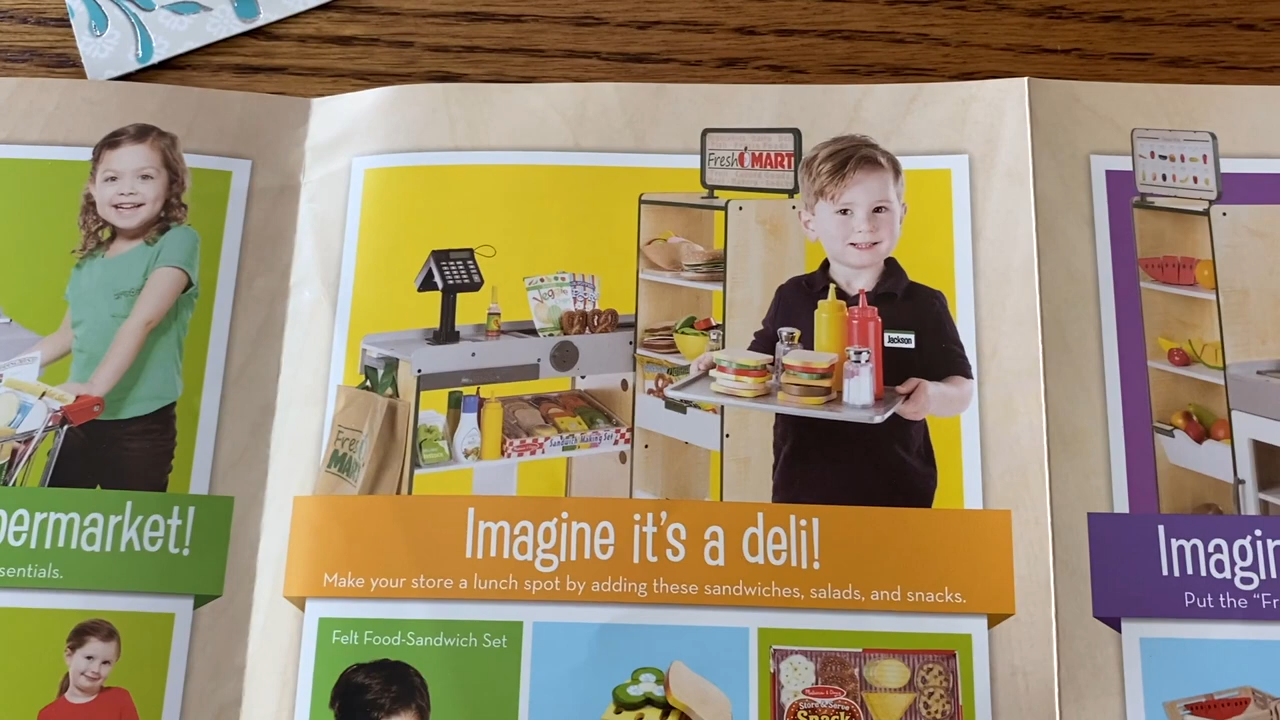 Fresh MART
Veggie
Jackson
Fresh
MART
Sandwich Making Set
permarket!
sentials.
Imagine it's a deli!
Make your store a lunch spot by adding these sandwiches, salads, and snacks.
Imagin
Put the "Fr
Felt Food-Sandwich Set
Melissa & Doug
Store & Serve
Snack